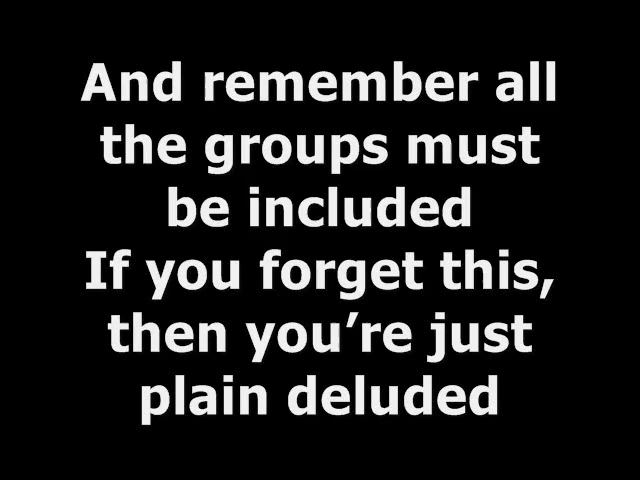 And remember all
the groups must
be included
If you forget this,
then you’re just
plain deluded